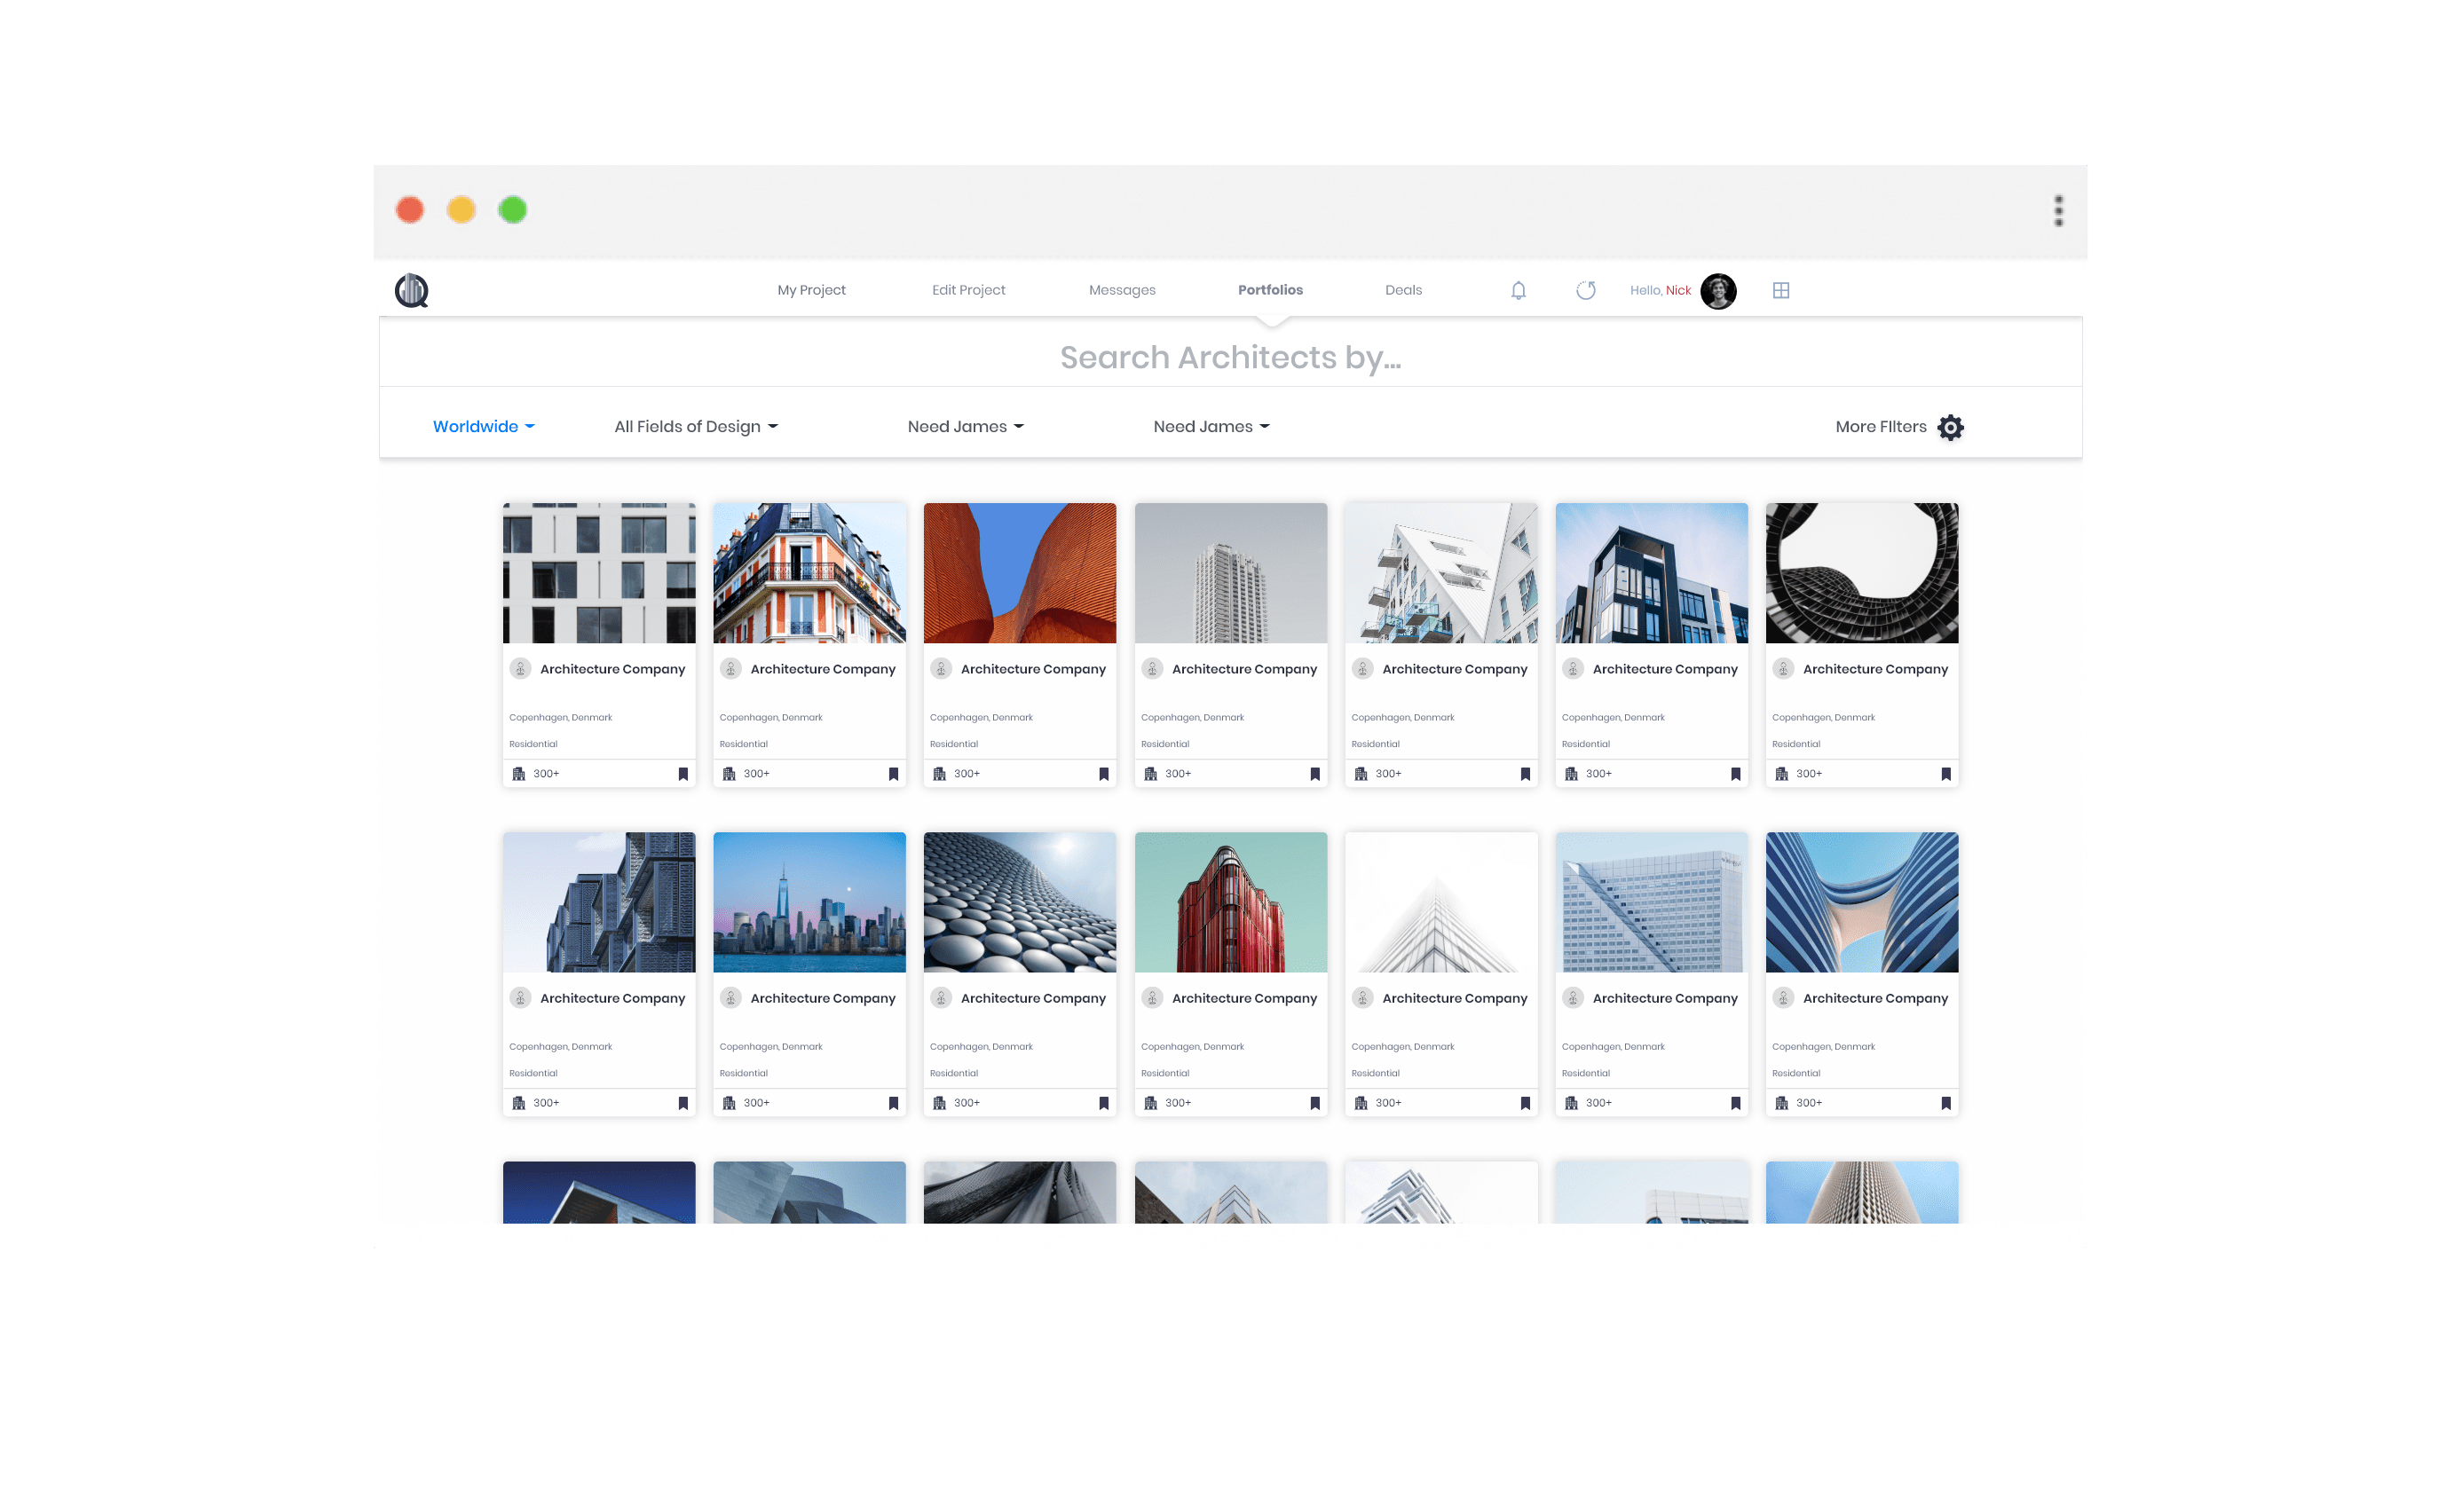 My Project Edit Project Messages Portfolios Deals Hello, Nick
Search Architects by...
Worldwide All Fields of Design Need James Need James More FIlters
Architecture Company Architecture Company Architecture Company Architecture Company Architecture Company Architecture Company Architecture Company
Copenhagen, Denmark Copenhagen, Denmark Copenhagen, Denmark Copenhagen, Denmark Copenhagen, Denmark Copenhagen, Denmark Copenhagen, Denmark
Residential Residential Residential Residential Residential Residential Residential
300+ 300+ 300+ 300+ 300+ 300+ 300+
Architecture Company Architecture Company Architecture Company Architecture Company Architecture Company Architecture Company Architecture Company
Copenhagen, Denmark Copenhagen, Denmark Copenhagen, Denmark Copenhagen, Denmark Copenhagen, Denmark Copenhagen, Denmark Copenhagen, Denmark
Residential Residential Residential Residential Residential Residential Residential
300+ 300+ 300+ 300+ 300+ 300+ 300+